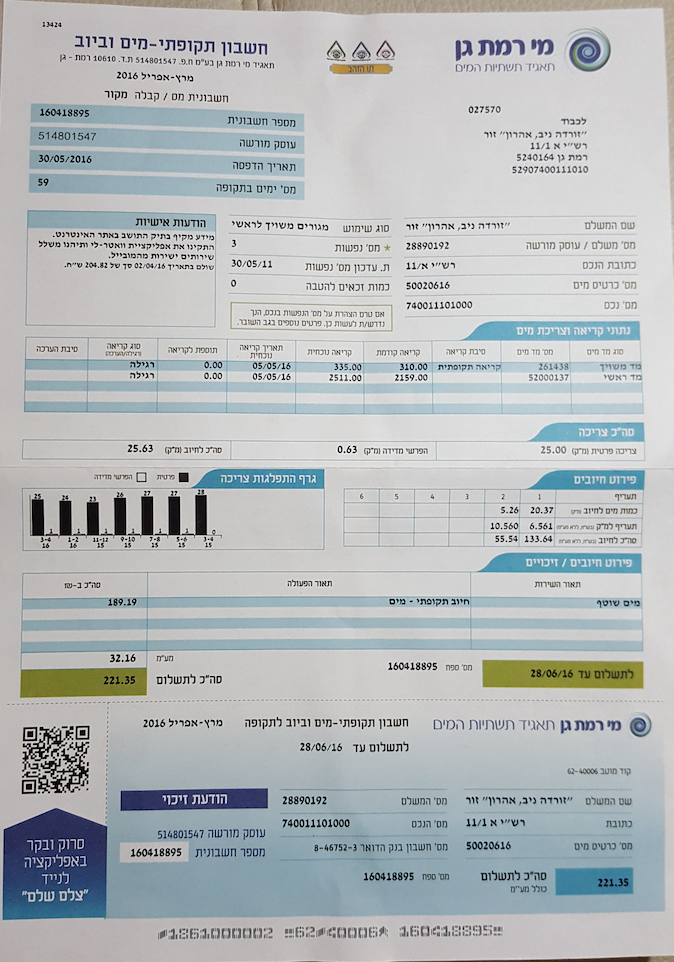 13424
חשבון תקופתי-מים וביוב
תאגיד מי רמת גן בע"מ ח.פ. 514801547 ת.ד. 10610 רמת - גן
מרץ-אפריל 2016
חשבונית מס / קבלה מקור
מי רמת גן
תאגיד תשתיות המים
תו הזהב
מספר חשבונית 160418895
עוסק מורשה 514801547
תאריך הדפסה 30/05/2016
מס' ימים בתקופה 59
027570
לכבוד
"זורדה ניב, אהרון" זור
רש"י א 11/1
רמת גן 5240164
52907400111010
שם המשלם "זורדה ניב, אהרון" זור
מס' משלם / עוסק מורשה 28890192
כתובת הנכס רש"י א/11
מס' כרטיס מים 50020616
מס' נכס 740011101000
סוג שימוש מגורים משויך לראשי
* מס' נפשות 3
ת. עדכון מס' נפשות 30/05/11
כמות זכאים להטבה 0
אם טרם הצהרת על מס' הנפשות בנכס, הנך
נדרש/ת לעשות כן. פרטים נוספים בגב השובר.
הודעות אישיות
מידע מקיף בתיק התושב באתר האינטרנט.
התקינו את אפליקציית וואטר-לי ותיהנו משלל
שירותים ישירות מהמובייל.
שולם בתאריך 02/04/16 סך של 204.82 ש"ח.
נתוני קריאה וצריכת מים
סוג מד מים מס' מד מים סיבת קריאה קריאה קודמת קריאה נוכחית תאריך קריאה נוכחית תוספת לקריאה סוג קריאה (רגילה/הערכה) סיבת הערכה
מד משויך 261438 קריאה תקופתית 310.00 335.00 05/05/16 0.00 רגילה
מד ראשי 52000137 2159.00 2511.00 05/05/16 0.00 רגילה
סה"כ צריכה
צריכה פרטית (מ"ק) 25.00 הפרשי מדידה (מ"ק) 0.63 סה"כ לחיוב (מ"ק) 25.63
פירוט חיובים
תעריף 1 2 3 4 5 6
כמות מים לחיוב (מ"ק) 20.37 5.26
תעריף למ"ק (בש"ח, ללא מע"מ) 6.561 10.560
סה"כ לחיוב (בש"ח, ללא מע"מ) 133.64 55.54
גרף התפלגות צריכה
פרטית הפרשי מדידה
25 24 23 26 27 27 28
1 1 1 1 1 1 0
3-4 1-2 11-12 9-10 7-8 5-6 3-4
16 16 15 15 15 15 15
פירוט חיובים / זיכויים
תאור השירות תאור הפעולה סה"כ ב-₪
מים שוטף חיוב תקופתי - מים 189.19
מע"מ 32.16
לתשלום עד 28/06/16 מס' ספח 160418895 סה"כ לתשלום 221.35
מי רמת גן תאגיד תשתיות המים
חשבון תקופתי-מים וביוב לתקופה מרץ-אפריל 2016
לתשלום עד 28/06/16
קוד מוטב 62-40006
שם המשלם "זורדה ניב, אהרון" זור
כתובת רש"י א 11/1
מס' כרטיס מים 50020616
סה"כ לתשלום
כולל מע"מ
221.35
מס' המשלם 28890192
מס' הנכס 740011101000
מס' חשבון בנק הדואר 8-46752-3
מס' ספח 160418895
הודעת זיכוי
עוסק מורשה 514801547
מספר חשבונית 160418895
סרוק ובקר
באפליקציה
לנייד
"צלם שלם"
1861000002 62 40006 160418895